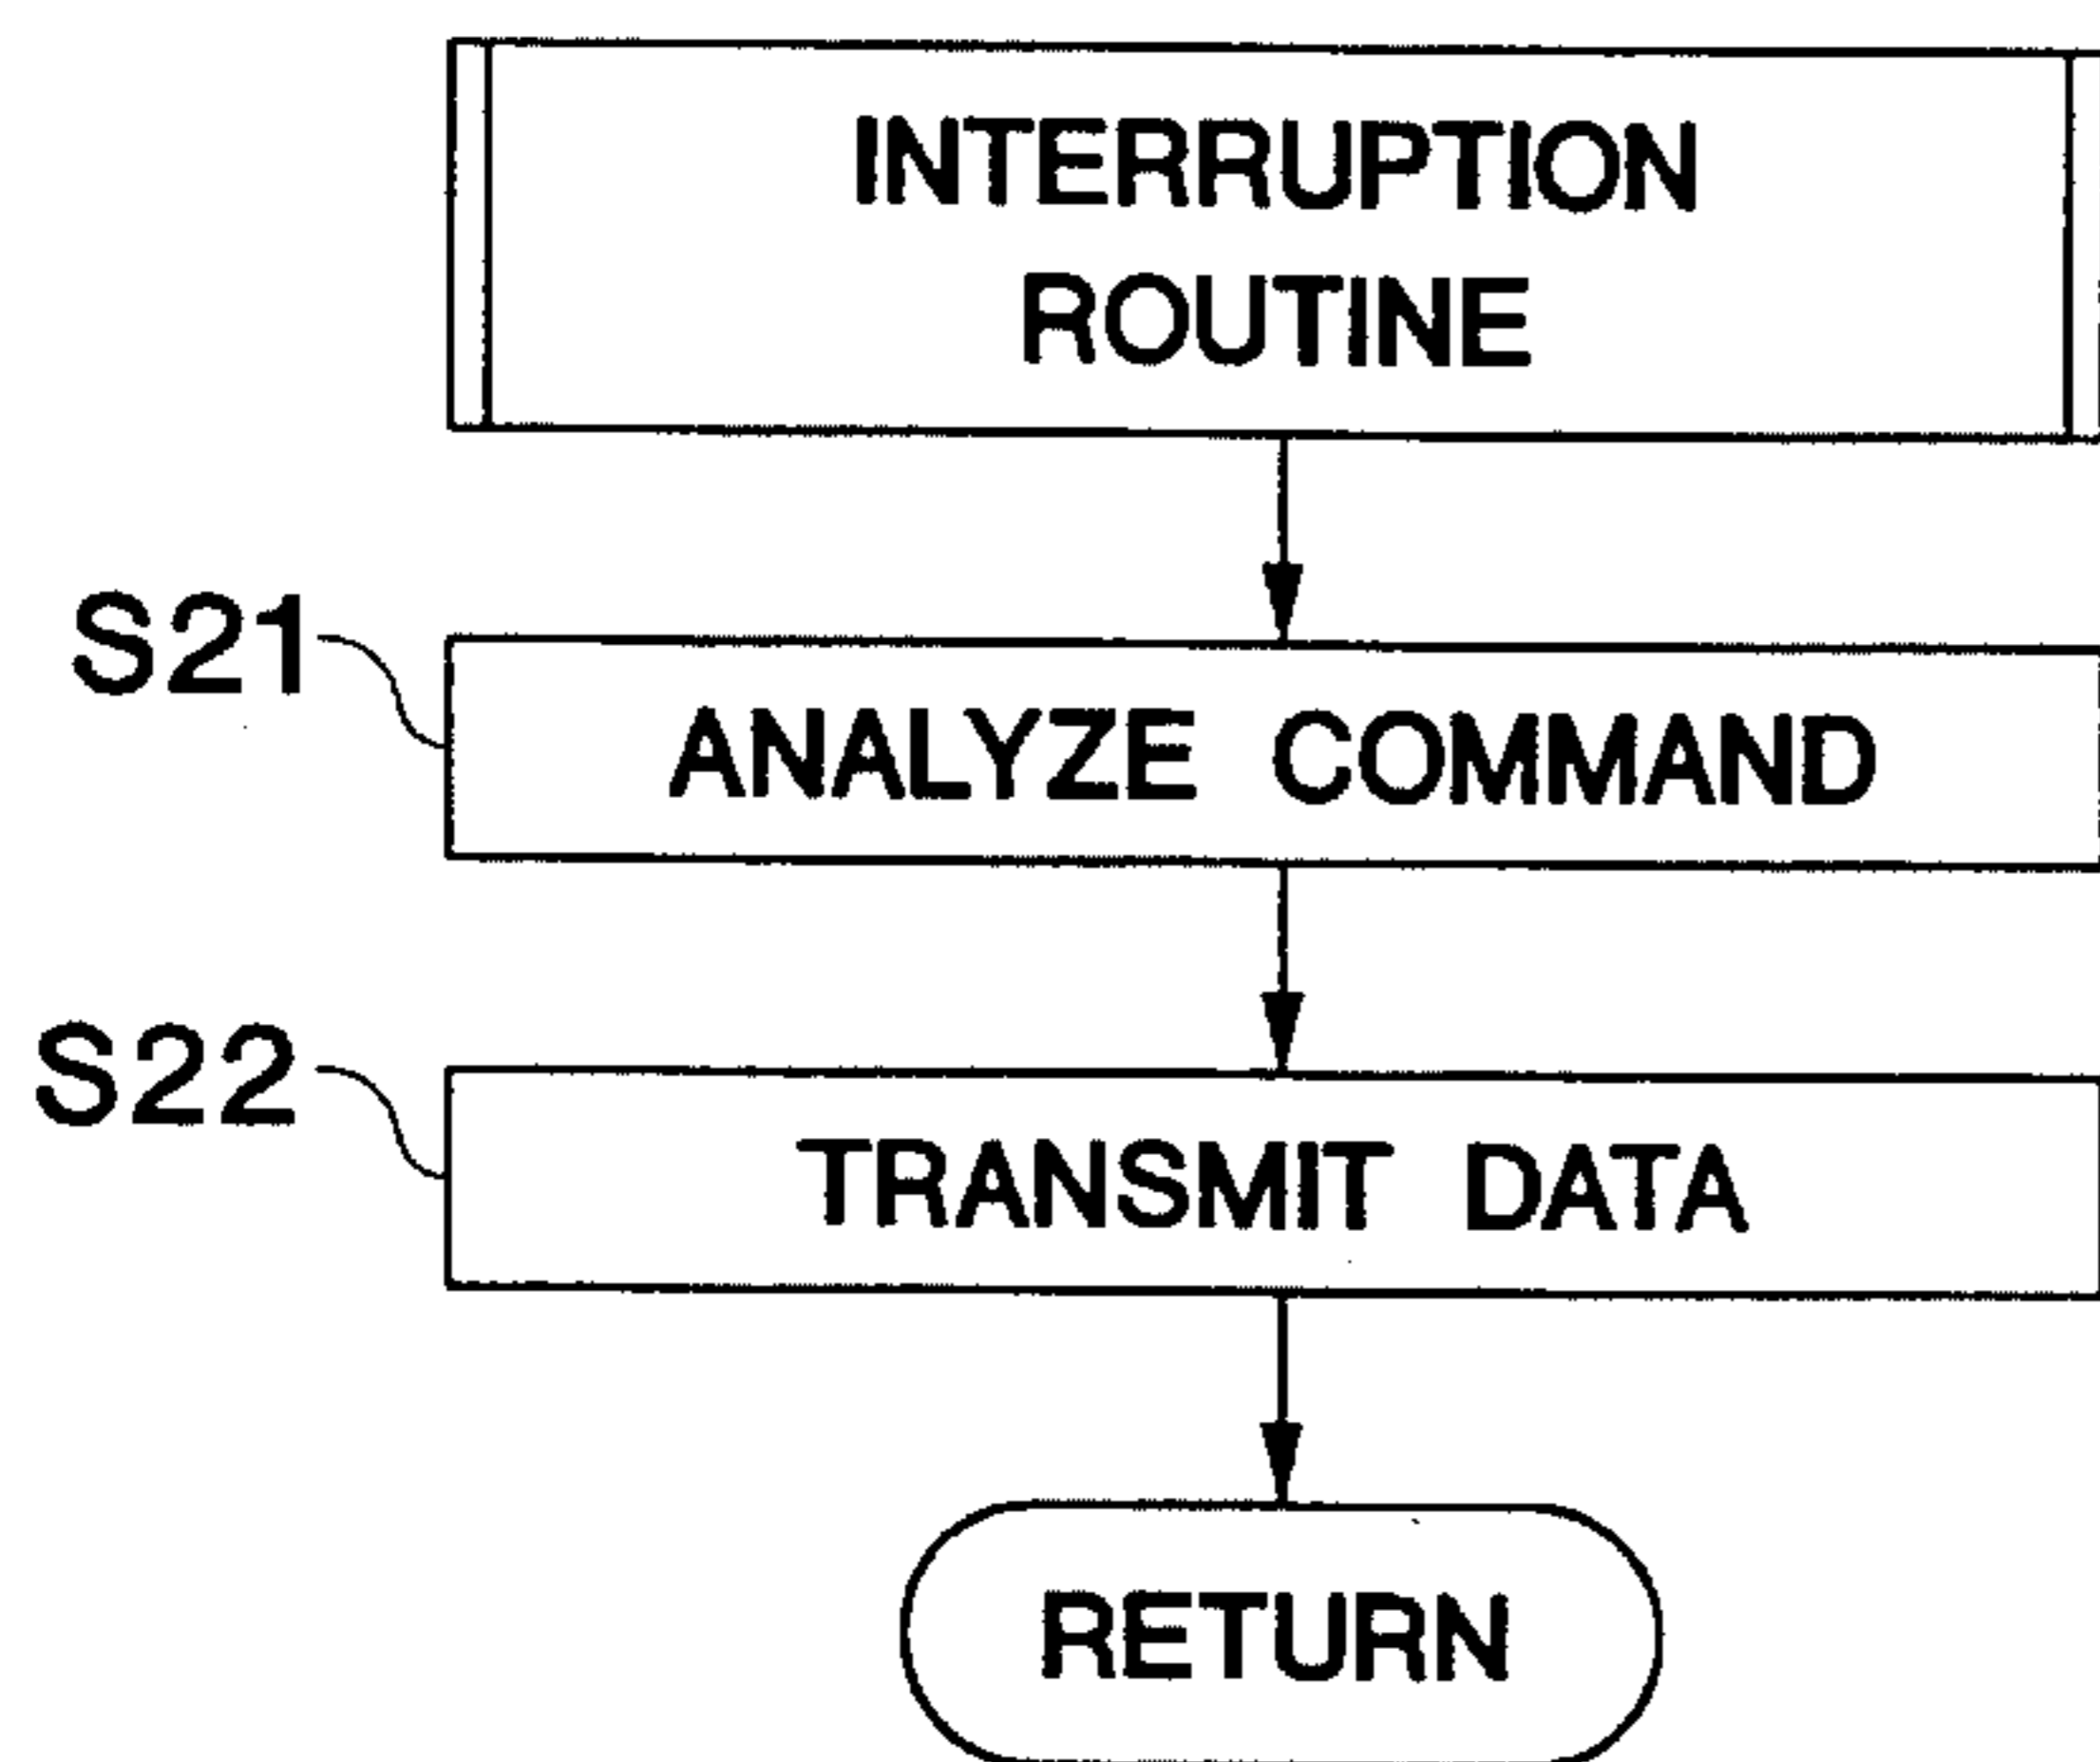 INTERRUPTION
ROUTINE
S21
ANALYZE COMMAND
S22
TRANSMIT DATA
RETURN